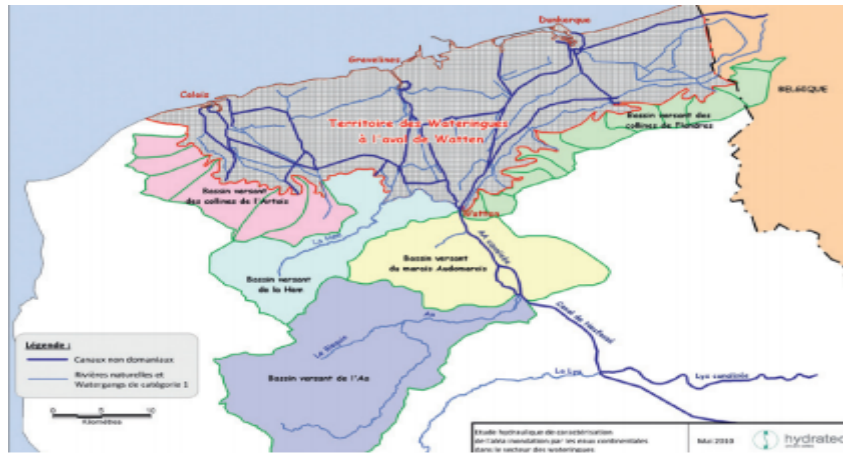 Dunkerque
Gravelines
Calais
BELGIQUE
Territoire des Wateringues
à l'aval de Watten
Bassin versant des
collines de Flandres
Bassin versant
des collines de l'Artois
Watten
La Hem
Aa canalisée
Bassin versant
du marais Audomarois
Bassin versant
de la Hem
Aa
Canal de Neufossé
Le Bléquin
Bassin versant de l'Aa
La Lys
Lys canalisée
Légende :
Canaux non domaniaux
Rivières naturelles et
Watergangs de catégorie 1
0 5 10
Kilomètres
Etude hydraulique de caractérisation
de l'aléa inondation par les eaux continentales
dans le secteur des wateringues
Mai 2010
hydratec